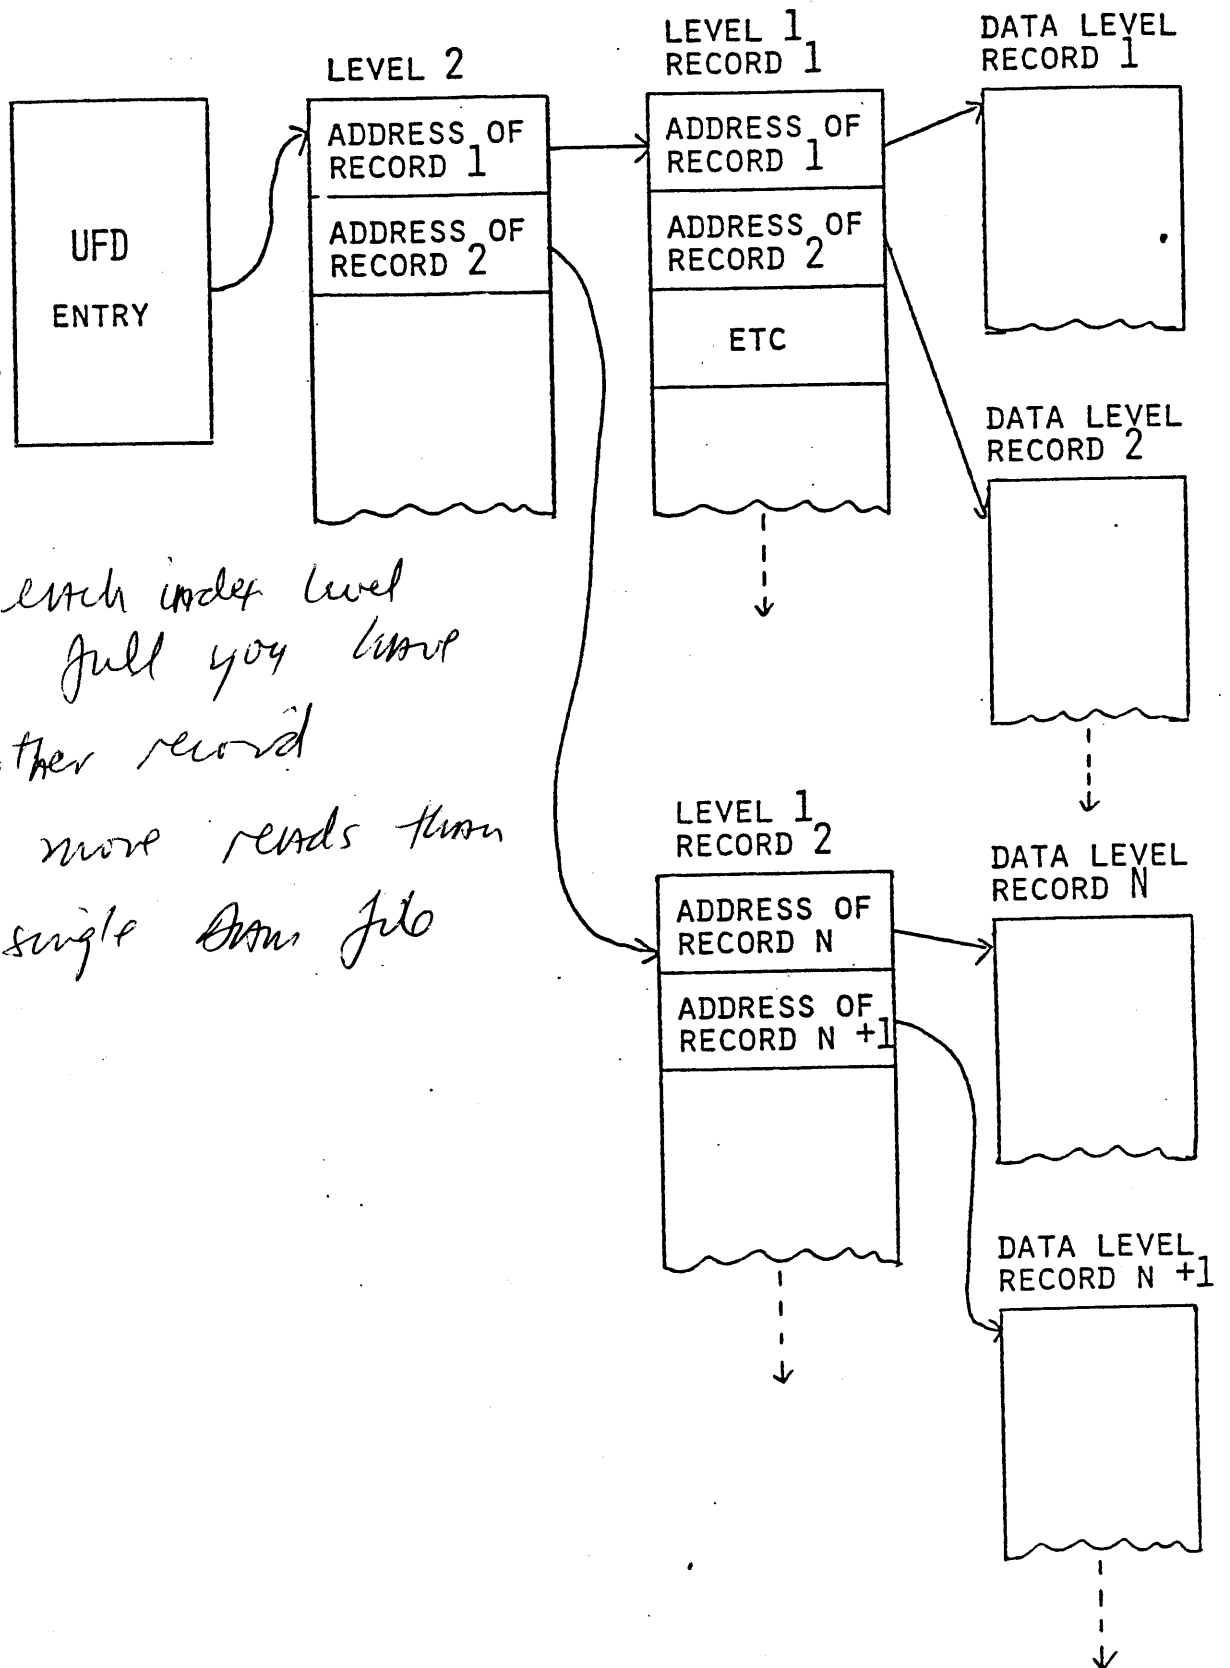 LEVEL 2
LEVEL 1
RECORD 1
DATA LEVEL
RECORD 1
UFD
ENTRY
ADDRESS OF
RECORD 1
ADDRESS OF
RECORD 2
ADDRESS OF
RECORD 1
ADDRESS OF
RECORD 2
ETC
DATA LEVEL
RECORD 2
each index level
full you have
ther record
more reads than
single file
LEVEL 1
RECORD 2
ADDRESS OF
RECORD N
ADDRESS OF
RECORD N +1
DATA LEVEL
RECORD N
DATA LEVEL
RECORD N +1